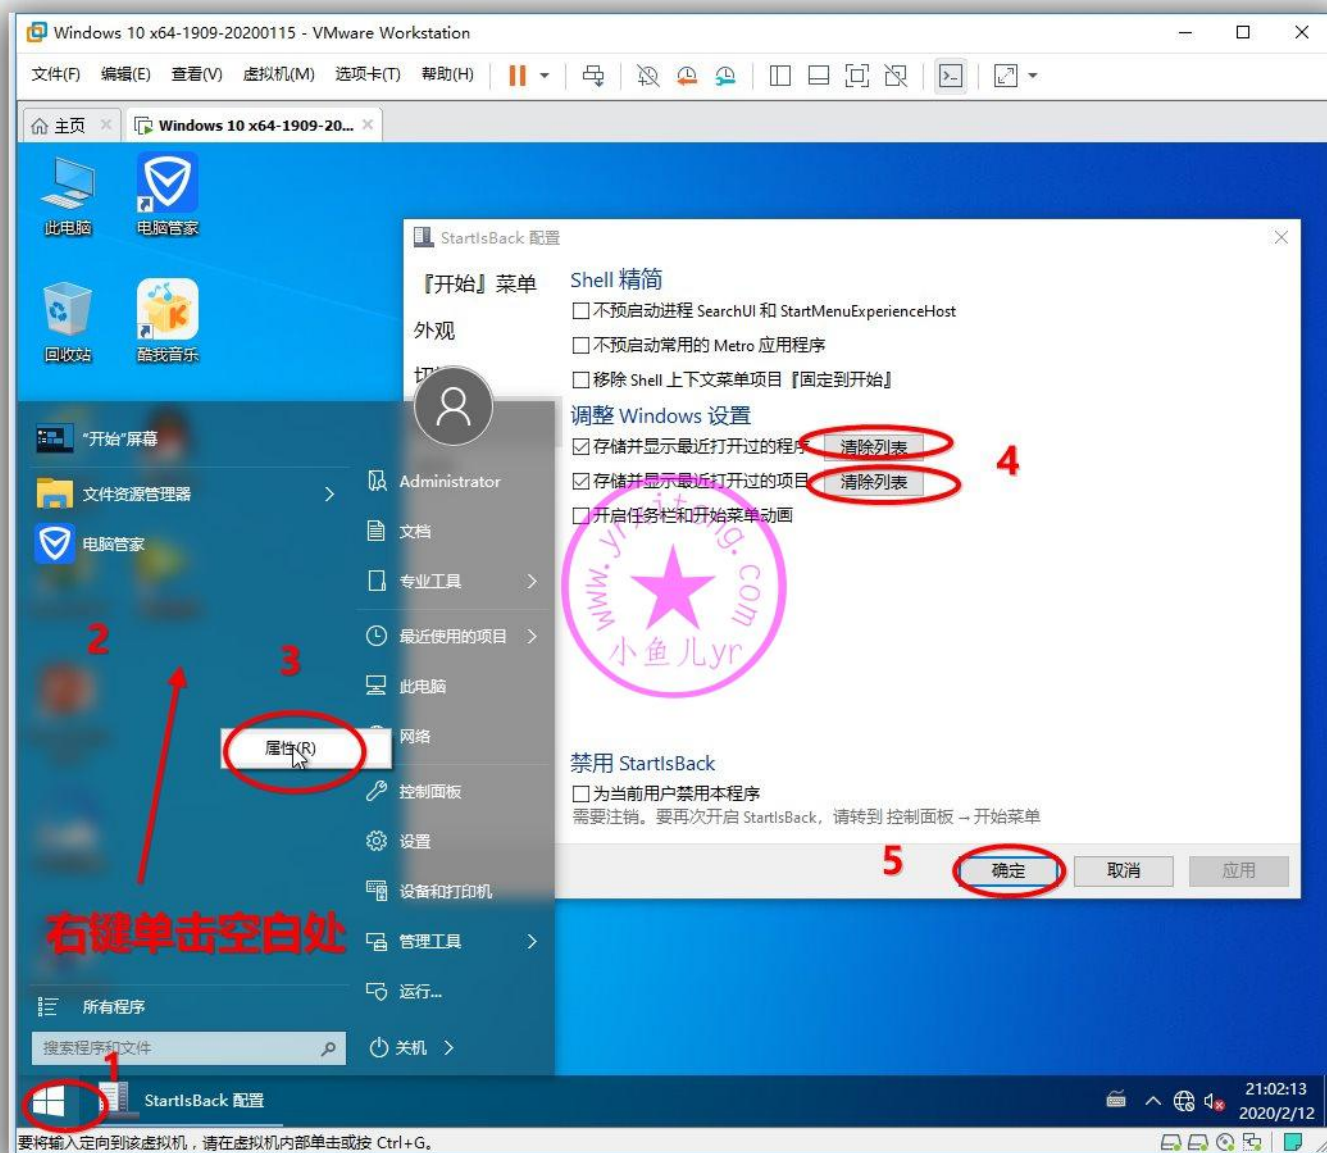 Windows 10 x64-1909-20200115 - VMware Workstation
文件(F) 编辑(E) 查看(V) 虚拟机(M) 选项卡(T) 帮助(H)
主页
Windows 10 x64-1909-20...
此电脑
电脑管家
回收站
酷我音乐
StartIsBack 配置
『开始』菜单
外观
Shell 精简
不预启动进程 SearchUI 和 StartMenuExperienceHost
不预启动常用的 Metro 应用程序
移除 Shell 上下文菜单项目『固定到开始』
调整 Windows 设置
存储并显示最近打开过的程序 清除列表
存储并显示最近打开过的项目 清除列表
4
开启任务栏和开始菜单动画
www.yrxitong.com
小鱼儿yr
禁用 StartIsBack
为当前用户禁用本程序
需要注销。要再次开启 StartIsBack，请转到 控制面板 → 开始菜单
5
确定 取消 应用
"开始"屏幕
文件资源管理器
电脑管家
2
3
属性(R)
右键单击空白处
所有程序
搜索程序和文件
Administrator
文档
专业工具
最近使用的项目
此电脑
网络
控制面板
设置
设备和打印机
管理工具
运行...
关机
1
StartIsBack 配置
21:02:13
2020/2/12
要将输入定向到该虚拟机，请在虚拟机内部单击或按 Ctrl+G。